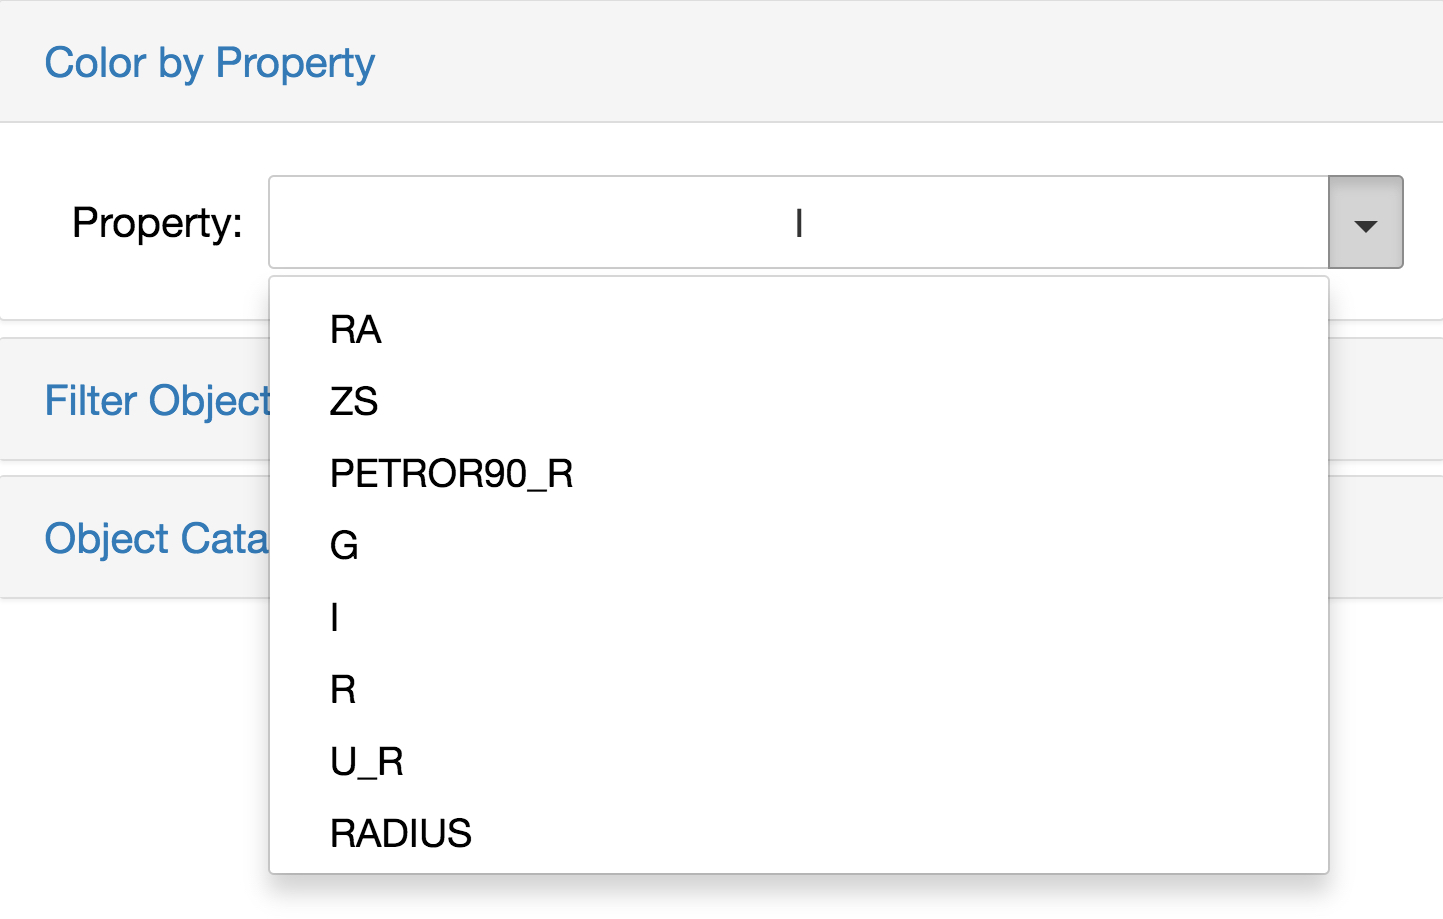 Color by Property
Property: I
RA
ZS
PETROR90_R
G
I
R
U_R
RADIUS
Filter Object
Object Cata